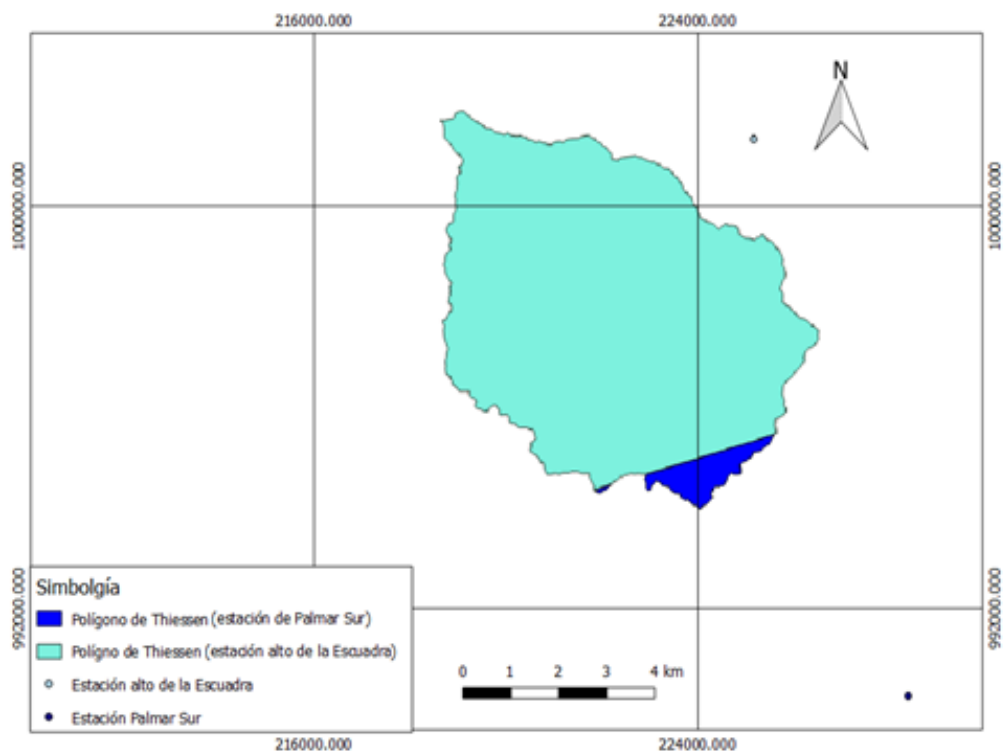 216000.000 224000.000
N
1000000.000 1000000.000
992000.000 992000.000
Simbolgía
Polígono de Thiessen (estación de Palmar Sur)
Polígno de Thiessen (estación alto de la Escuadra)
Estación alto de la Escuadra
Estación Palmar Sur
0 1 2 3 4 km
216000.000 224000.000